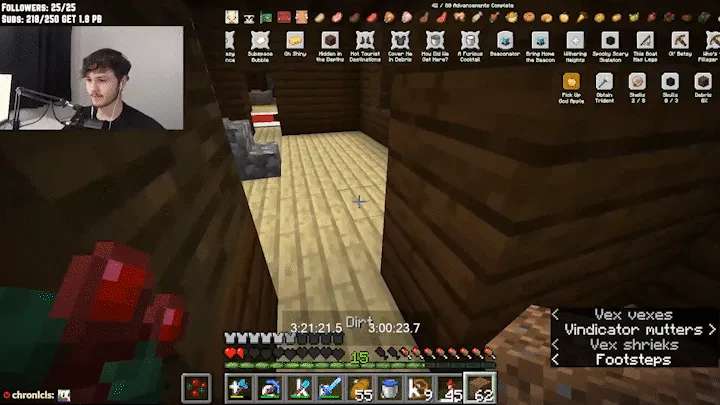 FOLLOWERS: 25/25
SUBS: 218/250 GET 1.8 PB
42 / 80 Advancements Complete
Subspace Bubble
Oh Shiny
Hidden in the Depths
Hot Tourist Destinations
Cover Me in Debris
How Did We Get Here?
A Furious Cocktail
Beaconator
Bring Home the Beacon
Withering Heights
Spooky Scary Skeleton
This Boat Has Legs
Ol' Betsy
Who's
Pillager
Pick Up God Apple
Obtain Trident
Shells 2 / 8
Skulls 0 / 3
Debris
Dirt
3:21:21.5 3:00:23.7
15
55 9 45 62
< Vex vexes
Vindicator mutters >
< Vex shrieks
< Footsteps
chronicls: